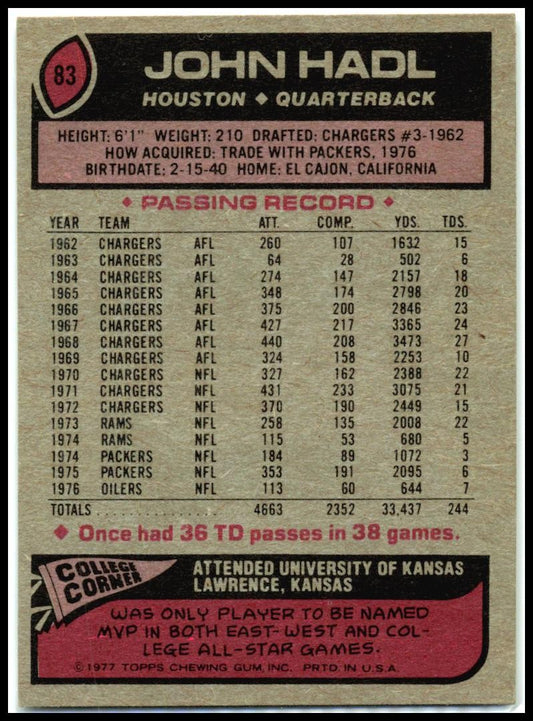 83
JOHN HADL
HOUSTON ◆ QUARTERBACK
HEIGHT: 6'1" WEIGHT: 210 DRAFTED: CHARGERS #3-1962
HOW ACQUIRED: TRADE WITH PACKERS, 1976
BIRTHDATE: 2-15-40 HOME: EL CAJON, CALIFORNIA
◆ PASSING RECORD ◆
YEAR TEAM ATT. COMP. YDS. TDS.
1962 CHARGERS AFL 260 107 1632 15
1963 CHARGERS AFL 64 28 502 6
1964 CHARGERS AFL 274 147 2157 18
1965 CHARGERS AFL 348 174 2798 20
1966 CHARGERS AFL 375 200 2846 23
1967 CHARGERS AFL 427 217 3365 24
1968 CHARGERS AFL 440 208 3473 27
1969 CHARGERS AFL 324 158 2253 10
1970 CHARGERS NFL 327 162 2388 22
1971 CHARGERS NFL 431 233 3075 21
1972 CHARGERS NFL 370 190 2449 15
1973 RAMS NFL 258 135 2008 22
1974 RAMS NFL 115 53 680 5
1974 PACKERS NFL 184 89 1072 3
1975 PACKERS NFL 353 191 2095 6
1976 OILERS NFL 113 60 644 7
TOTALS .................... 4663 2352 33,437 244
◆ Once had 36 TD passes in 38 games.
COLLEGE CORNER
ATTENDED UNIVERSITY OF KANSAS
LAWRENCE, KANSAS
WAS ONLY PLAYER TO BE NAMED
MVP IN BOTH EAST-WEST AND COL-
LEGE ALL-STAR GAMES.
© 1977 TOPPS CHEWING GUM, INC. PRTD. IN U.S.A.